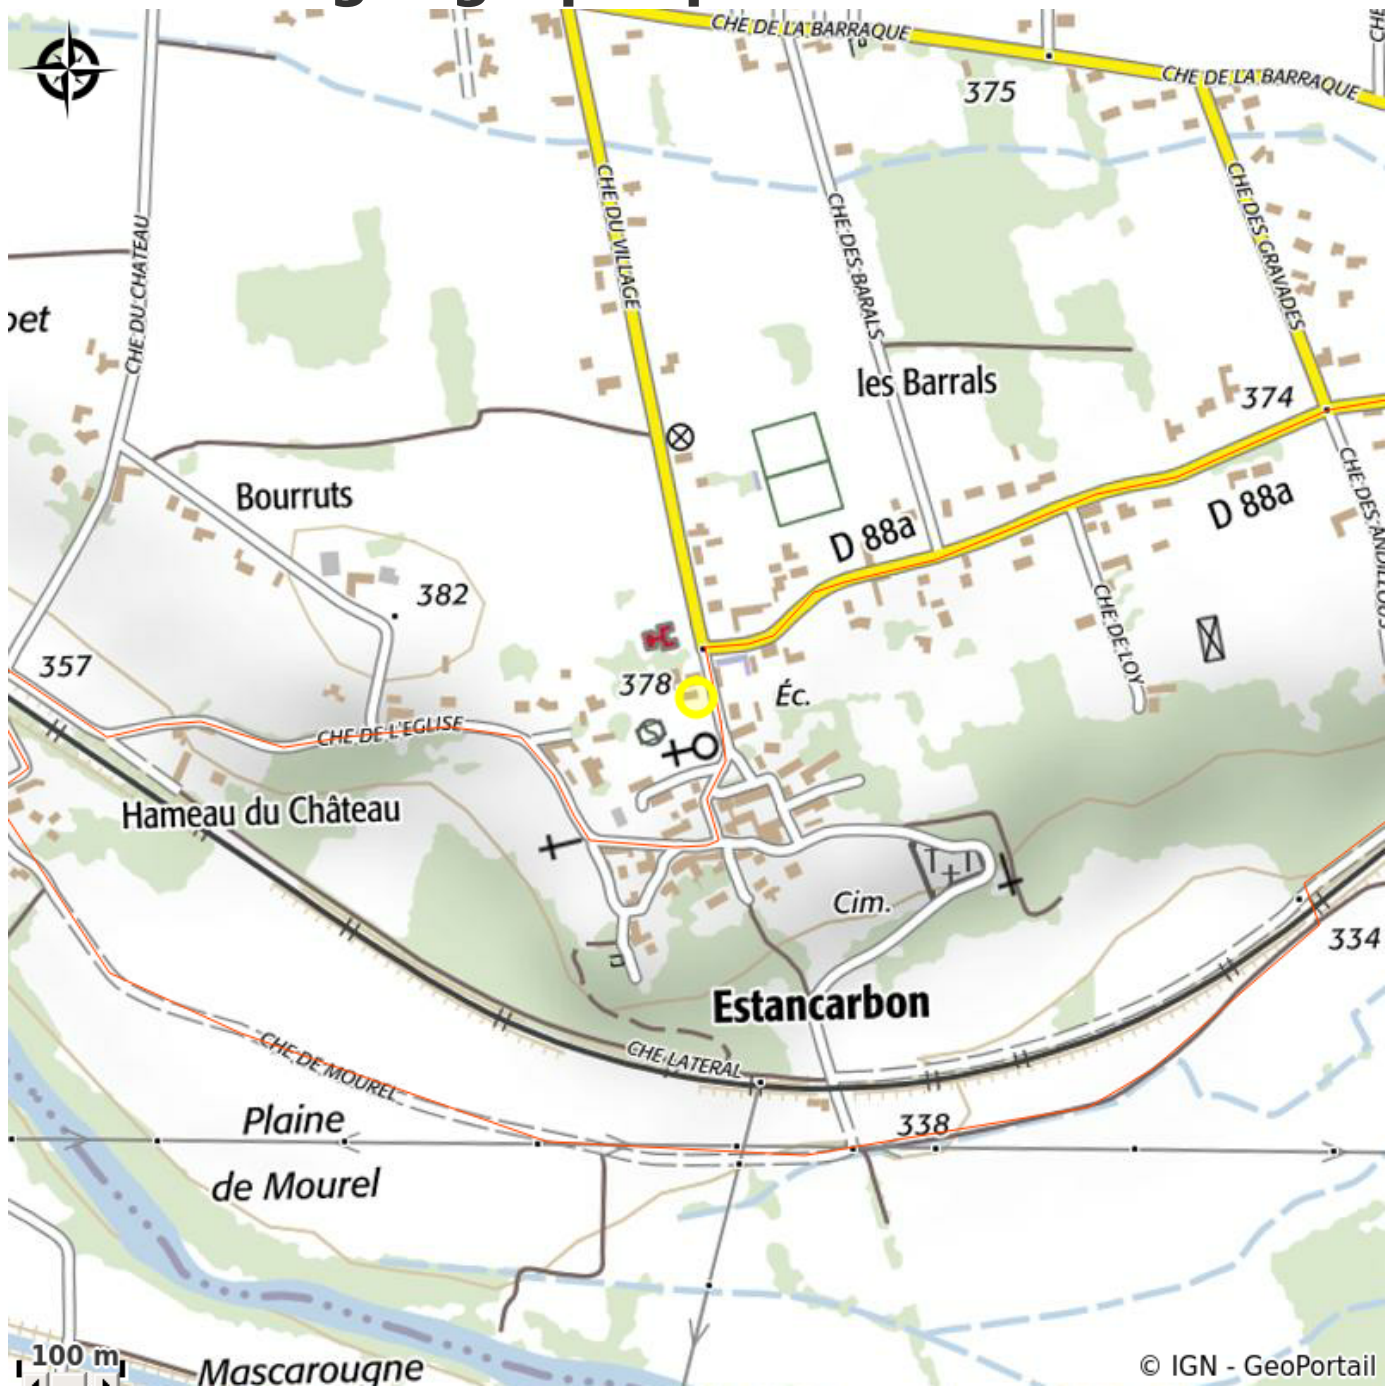 CHE DE LA BARRAQUE
CHE DE LA BARRAQUE
375
CHE DU VILLAGE
CHE DES GRAVADES
CHE DES BARALS
CHE DU CHATEAU
les Barrals
374
Bourruts
D 88a
D 88a
CHE DES ANDILLOUS
382
CHE DE LOY
357
378
Éc.
CHE DE L'EGLISE
Hameau du Château
Cim.
334
Estancarbon
CHE LATERAL
CHE DE MOUREL
Plaine
338
de Mourel
100 m
Mascarougne
© IGN - GeoPortail